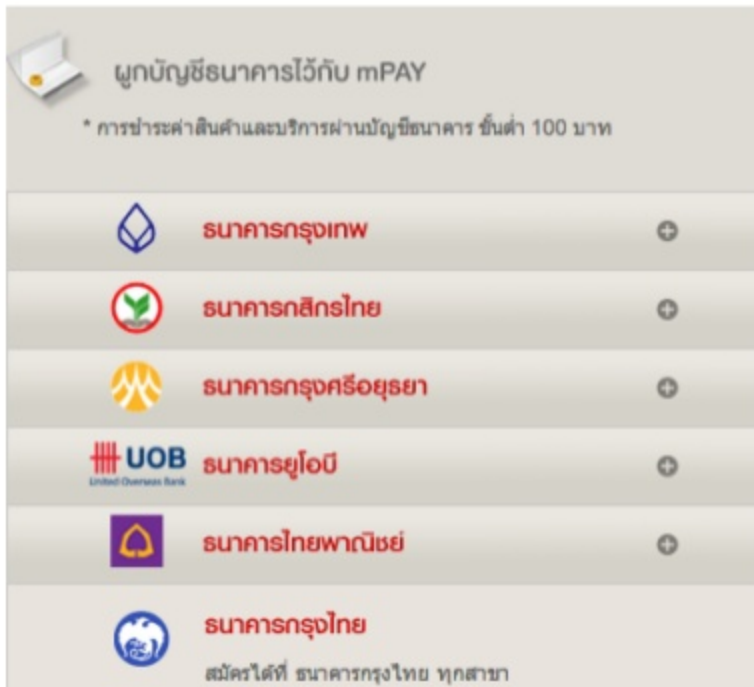 ผูกบัญชีธนาคารไว้กับ mPAY
* การชำระค่าสินค้าและบริการผ่านบัญชีธนาคาร ขั้นต่ำ 100 บาท
ธนาคารกรุงเทพ
ธนาคารกสิกรไทย
ธนาคารกรุงศรีอยุธยา
UOB
United Overseas Bank
ธนาคารยูโอบี
ธนาคารไทยพาณิชย์
ธนาคารกรุงไทย
สมัครได้ที่ ธนาคารกรุงไทย ทุกสาขา